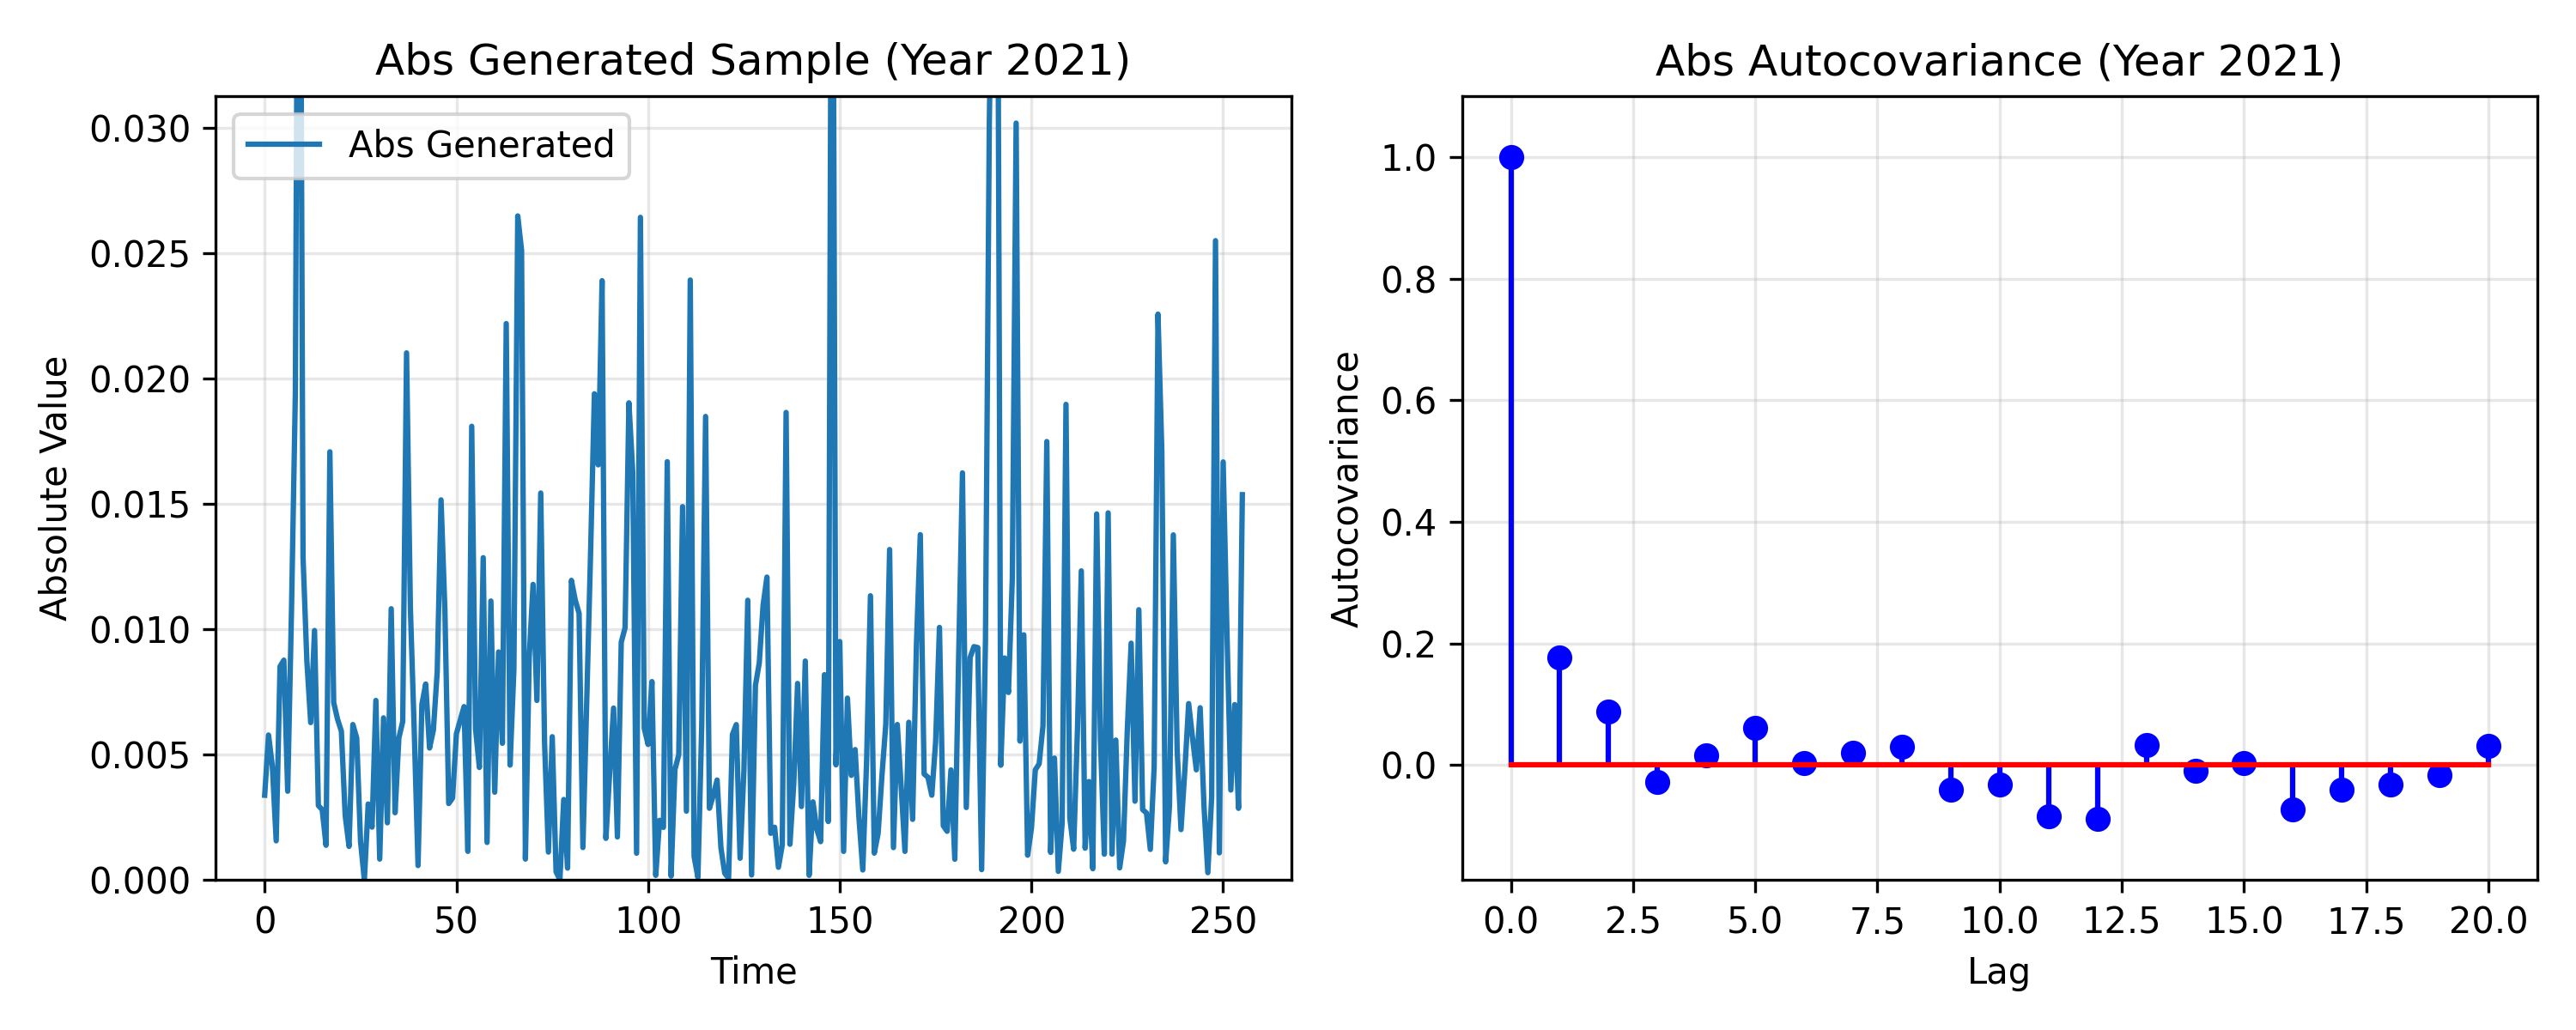 Abs Generated Sample (Year 2021)
Abs Generated
0.030
0.025
0.020
0.015
0.010
0.005
0.000
Absolute Value
0 50 100 150 200 250
Time
Abs Autocovariance (Year 2021)
1.0
0.8
0.6
0.4
0.2
0.0
Autocovariance
0.0 2.5 5.0 7.5 10.0 12.5 15.0 17.5 20.0
Lag